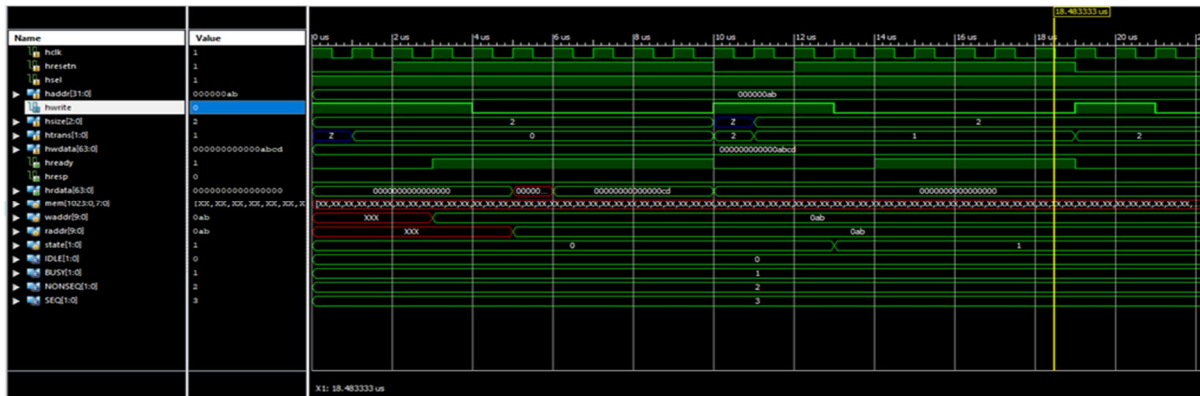 18.483333 us
Name Value
0 us 2 us 4 us 6 us 8 us 10 us 12 us 14 us 16 us 18 us 20 us
hclk 1
hresetn 1
hsel 1
haddr[31:0] 000000ab 000000ab
hwrite 0
hsize[2:0] 2 2 Z 2
htrans[1:0] 1 Z 0 2 1 2
hwdata[63:0] 000000000000abcd 000000000000abcd
hready 1
hresp 0
hrdata[63:0] 0000000000000000 0000000000000000 00000... 00000000000000cd 0000000000000000
mem[1023:0,7:0] [XX,XX,XX,XX,XX,XX,X
waddr[9:0] 0ab XXX 0ab
raddr[9:0] 0ab XXX 0ab
state[1:0] 1 0 1
IDLE[1:0] 0 0
BUSY[1:0] 1 1
NONSEQ[1:0] 2 2
SEQ[1:0] 3 3
X1: 18.483333 us